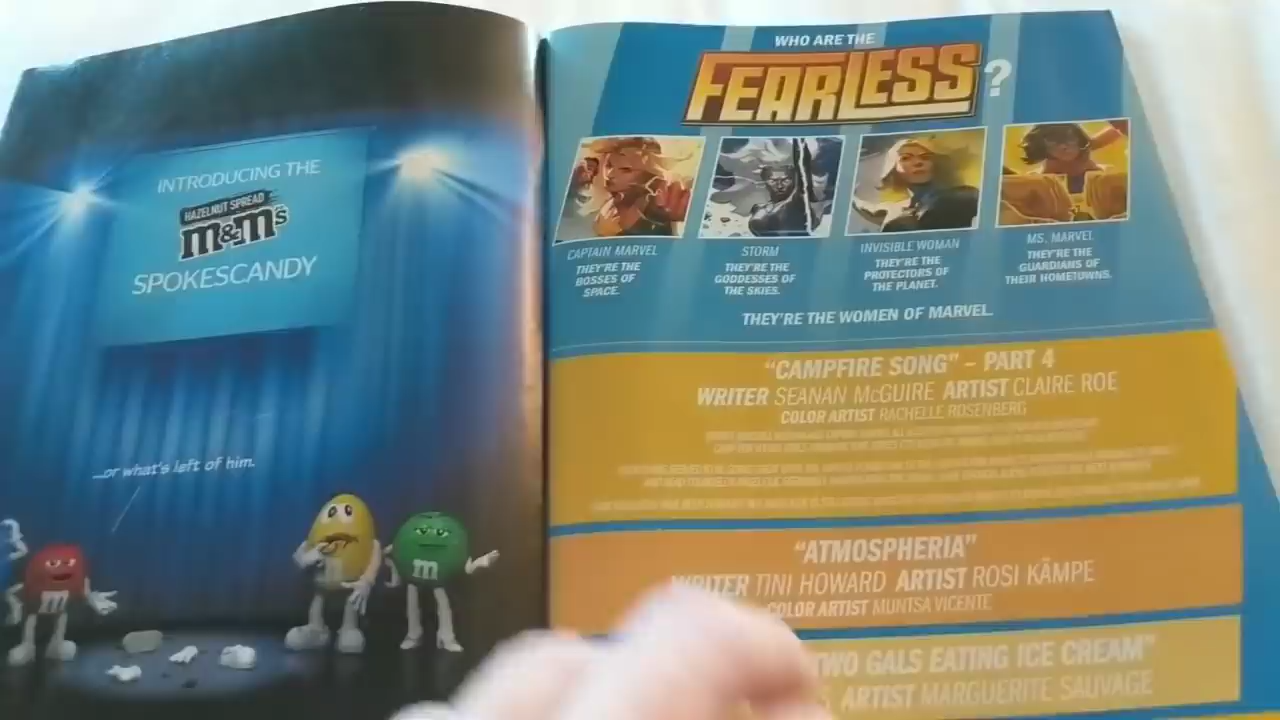 INTRODUCING THE
HAZELNUT SPREAD
m&m's
SPOKESCANDY
...or what's left of him.
m
m
WHO ARE THE
FEARLESS?
CAPTAIN MARVEL
THEY'RE THE
BOSSES OF
SPACE.
STORM
THEY'RE THE
GODDESSES OF
THE SKIES.
INVISIBLE WOMAN
THEY'RE THE
PROTECTORS OF
THE PLANET.
MS. MARVEL
THEY'RE THE
GUARDIANS OF
THEIR HOMETOWNS.
THEY'RE THE WOMEN OF MARVEL.
"CAMPFIRE SONG" – PART 4
WRITER SEANAN McGUIRE ARTIST CLAIRE ROE
COLOR ARTIST RACHELLE ROSENBERG
"ATMOSPHERIA"
WRITER TINI HOWARD ARTIST ROSI KÄMPE
COLOR ARTIST MUNTSA VICENTE
TWO GALS EATING ICE CREAM"
ARTIST MARGUERITE SAUVAGE